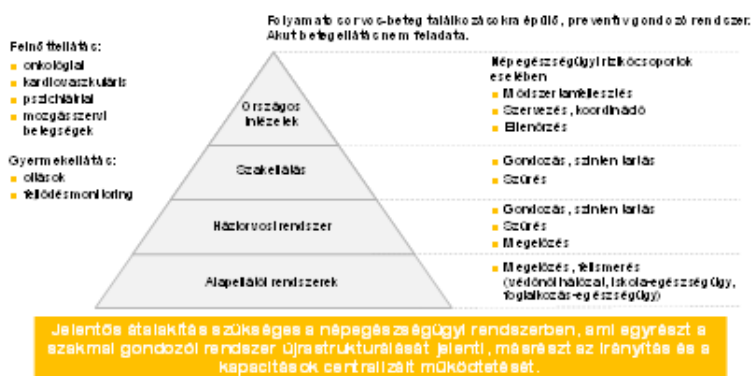 Folyamatos orvos-beteg találkozásokra épülő, preventív gondozó rendszer.
Akut betegellátás nem feladata.
Felnőttellátás:
onkológiai
kardiovaszkuláris
pszichiátriai
mozgásszervi
betegségek
Gyermekellátás:
oltások
fejlődésmonitoring
Országos
Intézetek
Szakellátás
Háziorvosi rendszer
Alapellátói rendszerek
Népegészségügyi rizikócsoportok
esetében
Módszertanfejlesztés
Szervezés, koordináció
Ellenőrzés
Gondozás, szinten tartás
Szűrés
Gondozás, szinten tartás
Szűrés
Megelőzés
Megelőzés, felismerés
(védőnői hálózat, iskola-egészségügy,
foglalkozás-egészségügy)
Jelentős átalakítás szükséges a népegészségügyi rendszerben, ami egyrészt a
szakmai gondozói rendszer újrastrukturálását jelenti, másrészt az irányítás és a
kapacitások centralizált működtetését.